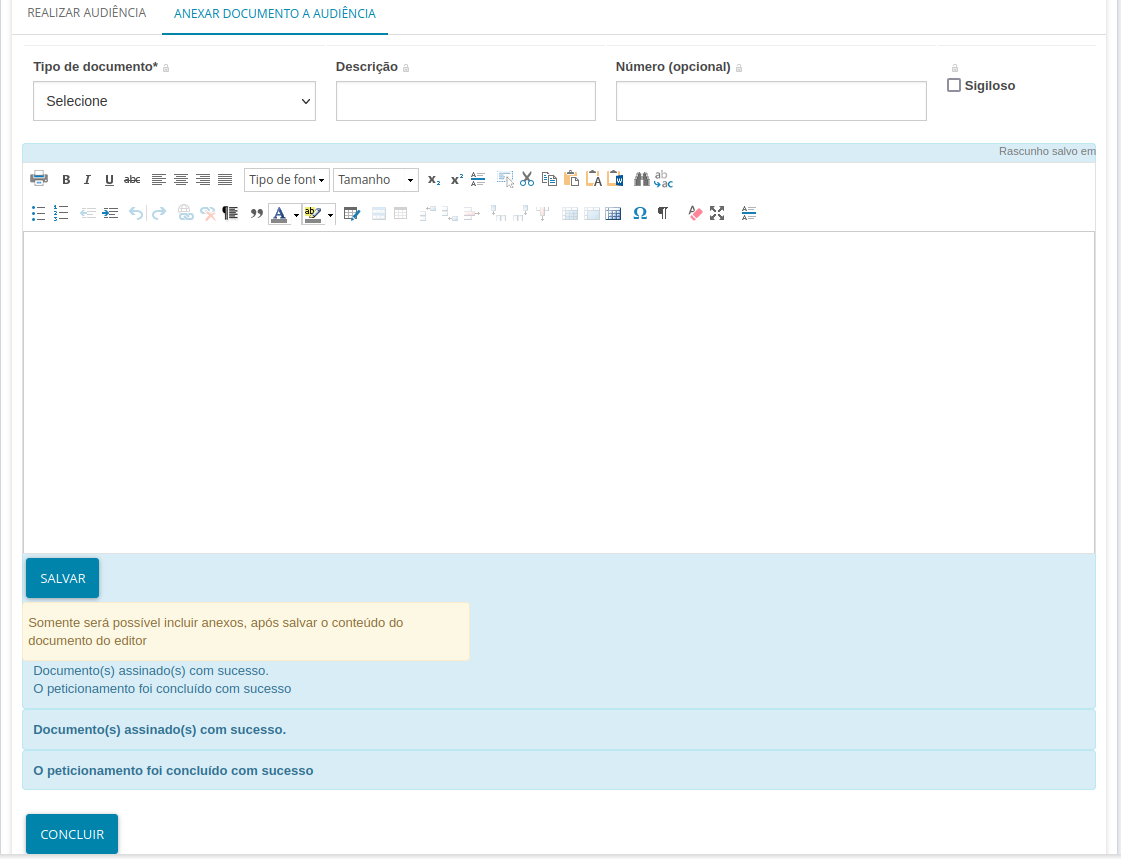 REALIZAR AUDIÊNCIA ANEXAR DOCUMENTO A AUDIÊNCIA
Tipo de documento* Descrição Número (opcional)
Selecione Sigiloso
Rascunho salvo em
B I U abc Tipo de font Tamanho x₂ x²
SALVAR
Somente será possível incluir anexos, após salvar o conteúdo do
documento do editor
Documento(s) assinado(s) com sucesso.
O peticionamento foi concluído com sucesso
Documento(s) assinado(s) com sucesso.
O peticionamento foi concluído com sucesso
CONCLUIR